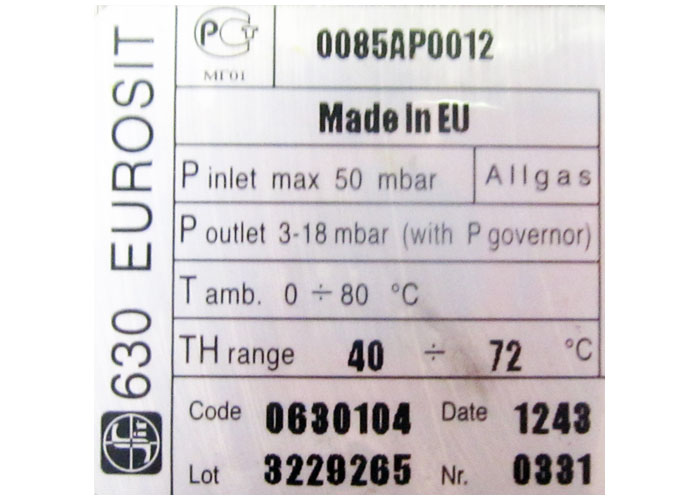 630 EUROSIT
МГ01
0085AP0012
Made in EU
P inlet max 50 mbar
Allgas
P outlet 3-18 mbar (with P governor)
T amb. 0 ÷ 80 °C
TH range 40 ÷ 72 °C
Code 0630104 Date 1243
Lot 3229265 Nr. 0331